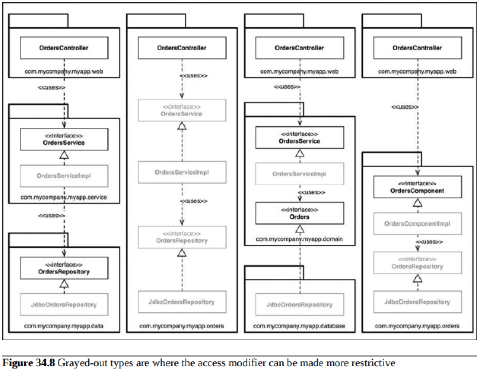 OrdersController
com.mycompany.myapp.web
<<uses>>
<<interface>>
OrdersService
OrdersServiceImpl
com.mycompany.myapp.service
<<uses>>
<<interface>>
OrdersRepository
JdbcOrdersRepository
com.mycompany.myapp.data
OrdersController
<<uses>>
<<interface>>
OrdersService
OrdersServiceImpl
<<uses>>
<<interface>>
OrdersRepository
JdbcOrdersRepository
com.mycompany.myapp.orders
OrdersController
com.mycompany.myapp.web
<<uses>>
<<interface>>
OrdersService
OrdersServiceImpl
<<uses>>
<<interface>>
Orders
com.mycompany.myapp.domain
JdbcOrdersRepository
com.mycompany.myapp.database
OrdersController
com.mycompany.myapp.web
<<uses>>
<<interface>>
OrdersComponent
OrdersComponentImpl
<<uses>>
<<interface>>
OrdersRepository
JdbcOrdersRepository
com.mycompany.myapp.orders
Figure 34.8 Grayed-out types are where the access modifier can be made more restrictive